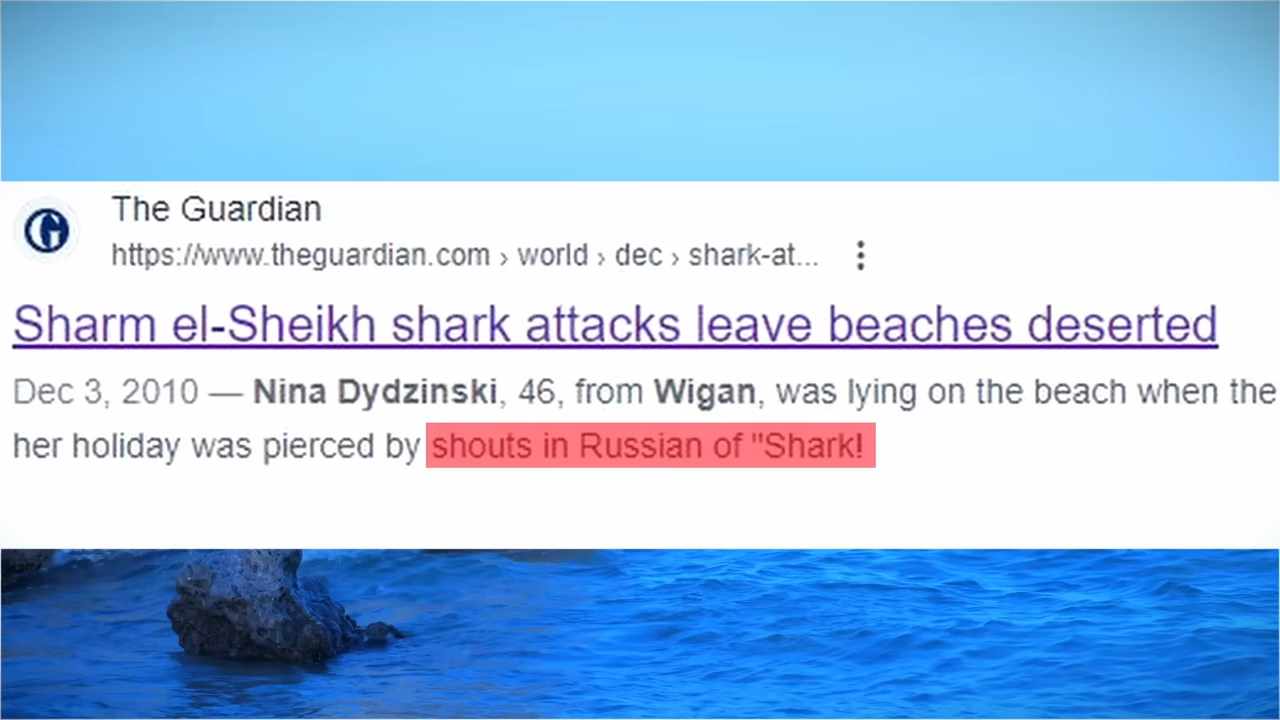 The Guardian
https://www.theguardian.com › world › dec › shark-at...
Sharm el-Sheikh shark attacks leave beaches deserted
Dec 3, 2010 — Nina Dydzinski, 46, from Wigan, was lying on the beach when the
her holiday was pierced by shouts in Russian of "Shark!